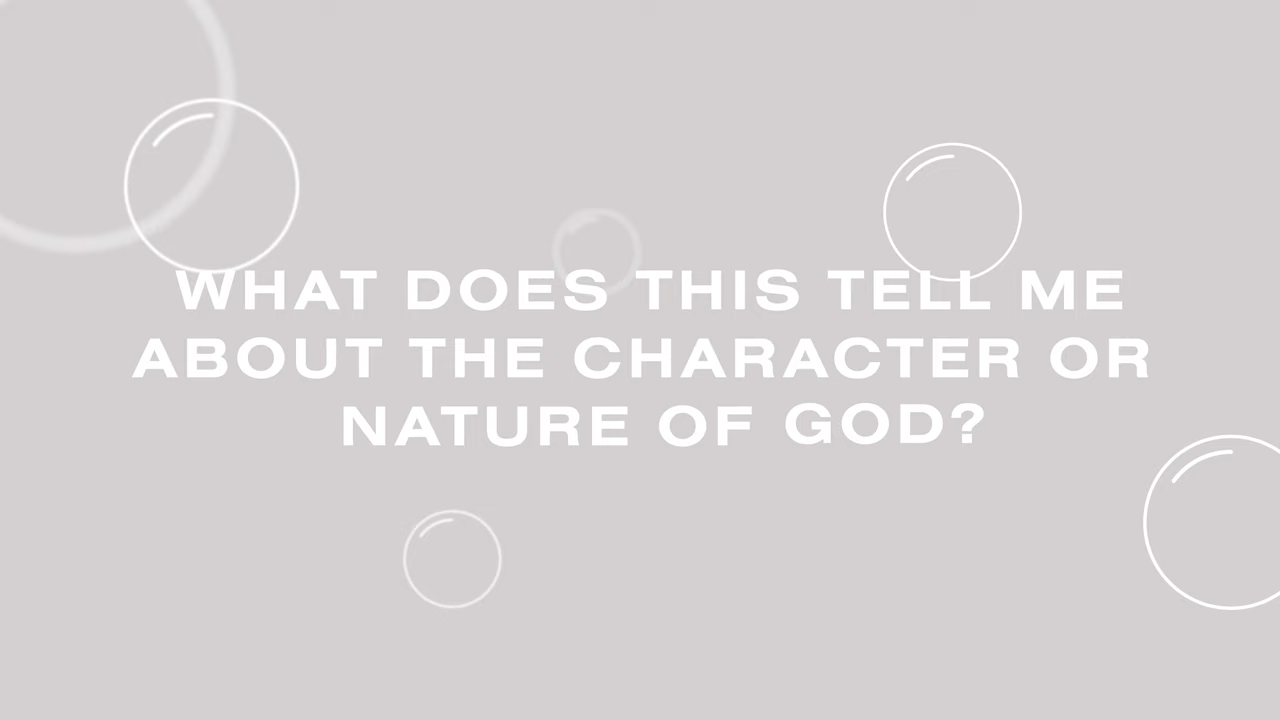 WHAT DOES THIS TELL ME
ABOUT THE CHARACTER OR
NATURE OF GOD?